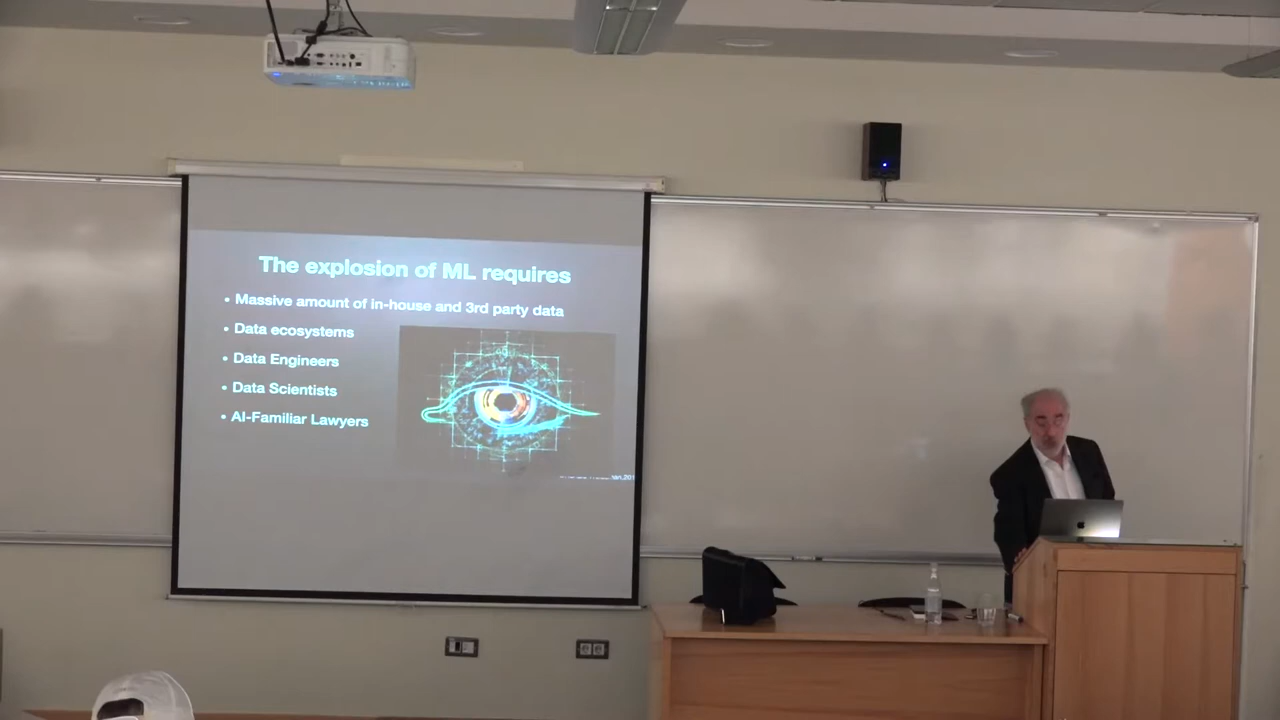 The explosion of ML requires
• Massive amount of in-house and 3rd party data
• Data ecosystems
• Data Engineers
• Data Scientists
• AI-Familiar Lawyers